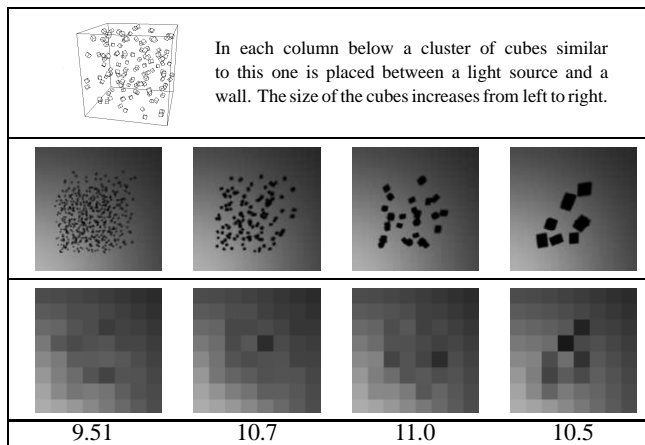 In each column below a cluster of cubes similar
to this one is placed between a light source and a
wall. The size of the cubes increases from left to right.
9.51 10.7 11.0 10.5